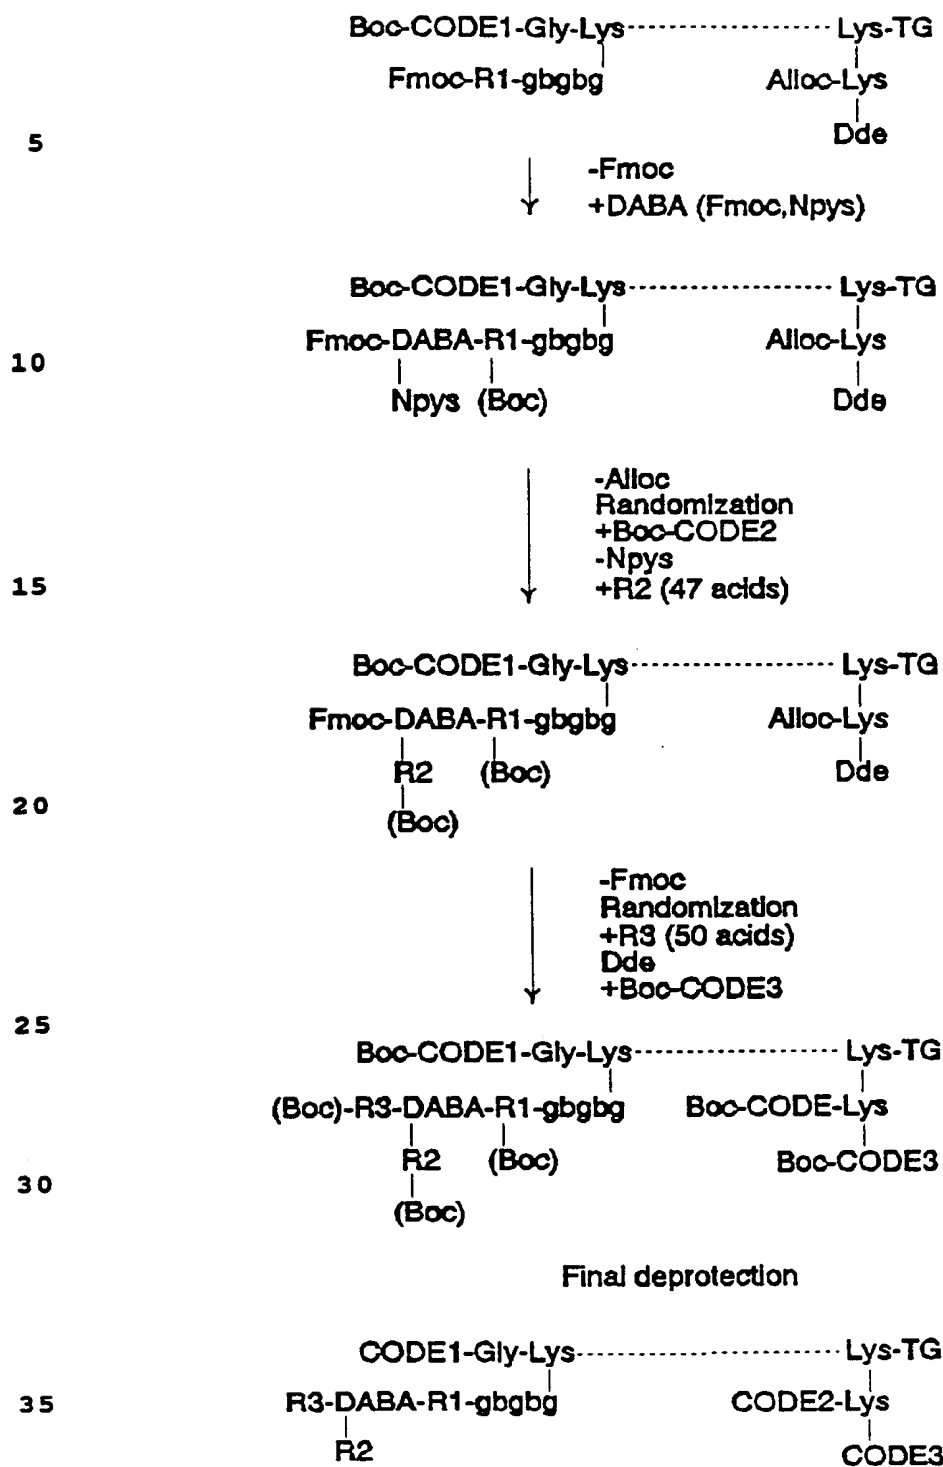 Boc-CODE1-Gly-Lys---------------Lys-TG
Fmoc-R1-gbgbg Alloc-Lys
Dde
5
-Fmoc
+DABA (Fmoc,Npys)
Boc-CODE1-Gly-Lys---------------Lys-TG
Fmoc-DABA-R1-gbgbg Alloc-Lys
10
Npys (Boc) Dde
-Alloc
Randomization
+Boc-CODE2
-Npys
15
+R2 (47 acids)
Boc-CODE1-Gly-Lys---------------Lys-TG
Fmoc-DABA-R1-gbgbg Alloc-Lys
R2 (Boc) Dde
20
(Boc)
-Fmoc
Randomization
+R3 (50 acids)
Dde
+Boc-CODE3
25
Boc-CODE1-Gly-Lys---------------Lys-TG
(Boc)-R3-DABA-R1-gbgbg Boc-CODE-Lys
R2 (Boc) Boc-CODE3
30
(Boc)
Final deprotection
CODE1-Gly-Lys---------------Lys-TG
35 R3-DABA-R1-gbgbg CODE2-Lys
R2 CODE3